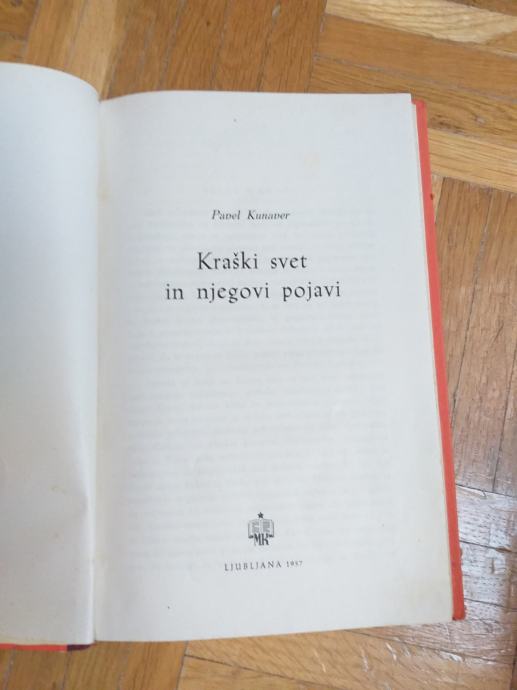 Pavel Kunaver
Kraški svet
in njegovi pojavi
MK
LJUBLJANA 1957